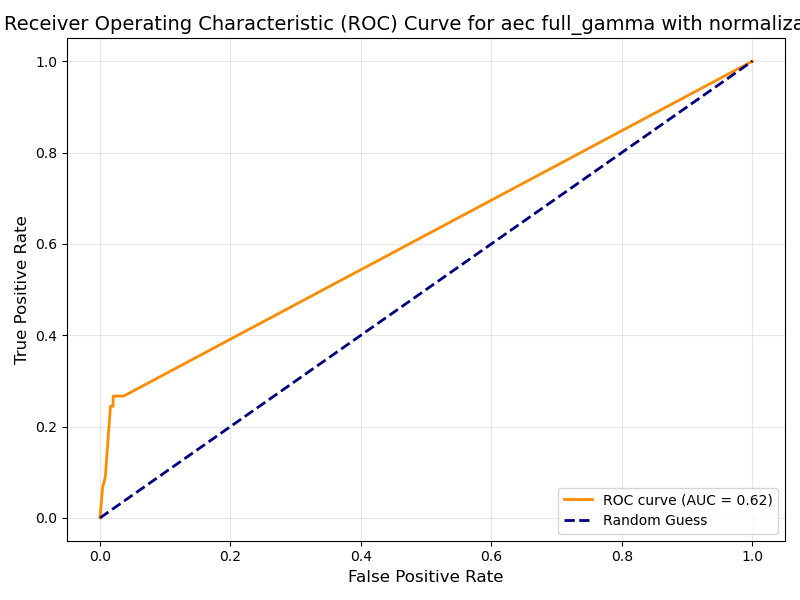 Receiver Operating Characteristic (ROC) Curve for aec full_gamma with normaliza
1.0
0.8
0.6
0.4
0.2
0.0
True Positive Rate
ROC curve (AUC = 0.62)
Random Guess
0.0 0.2 0.4 0.6 0.8 1.0
False Positive Rate